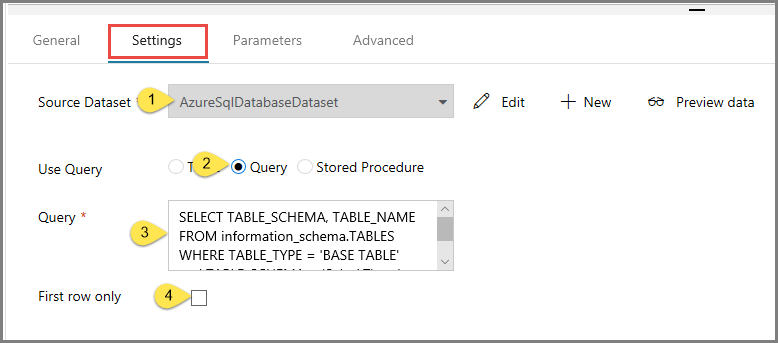 General Settings Parameters Advanced
Source Dataset * 1 AzureSqlDatabaseDataset Edit New Preview data
Use Query 2 Query Stored Procedure
Query * 3 SELECT TABLE_SCHEMA, TABLE_NAME
FROM information_schema.TABLES
WHERE TABLE_TYPE = 'BASE TABLE'
First row only 4